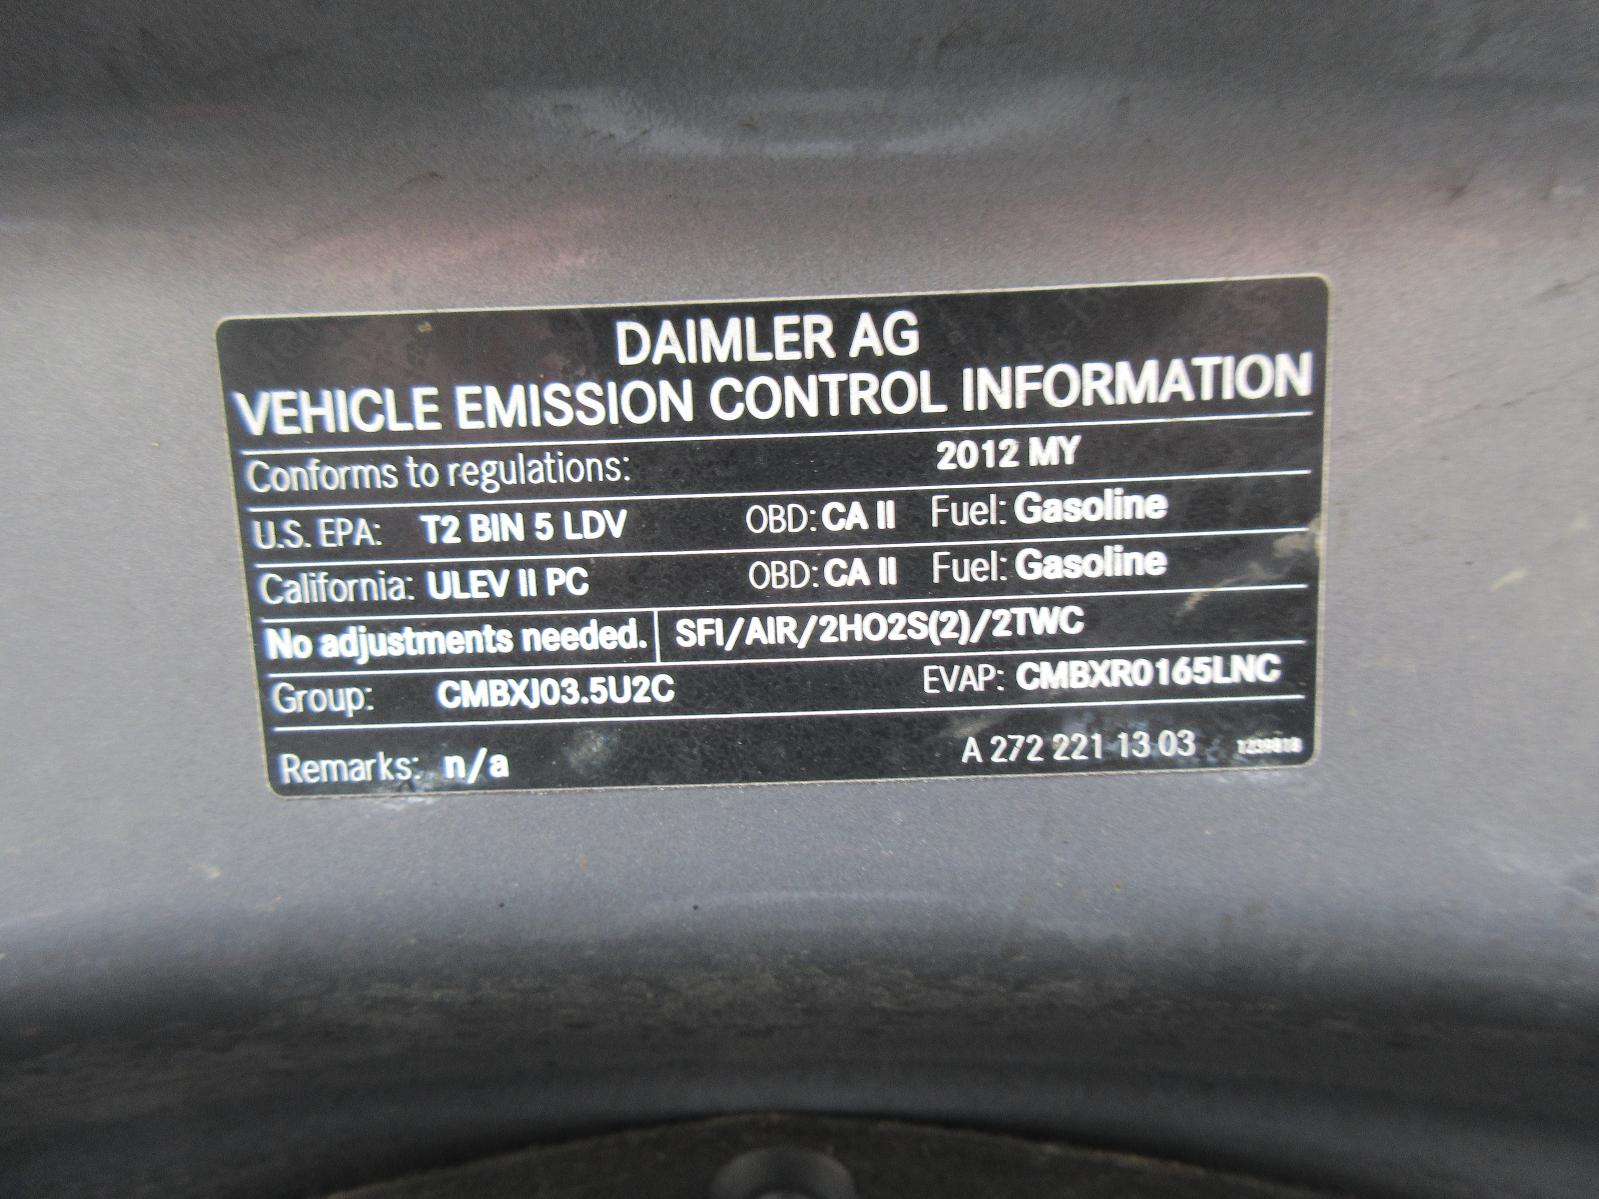 DAIMLER AG
VEHICLE EMISSION CONTROL INFORMATION
Conforms to regulations: 2012 MY
U.S. EPA: T2 BIN 5 LDV OBD: CA II Fuel: Gasoline
California: ULEV II PC OBD: CA II Fuel: Gasoline
No adjustments needed. SFI/AIR/2HO2S(2)/2TWC
Group: CMBXJ03.5U2C EVAP: CMBXR0165LNC
Remarks: n/a A 272 221 13 03